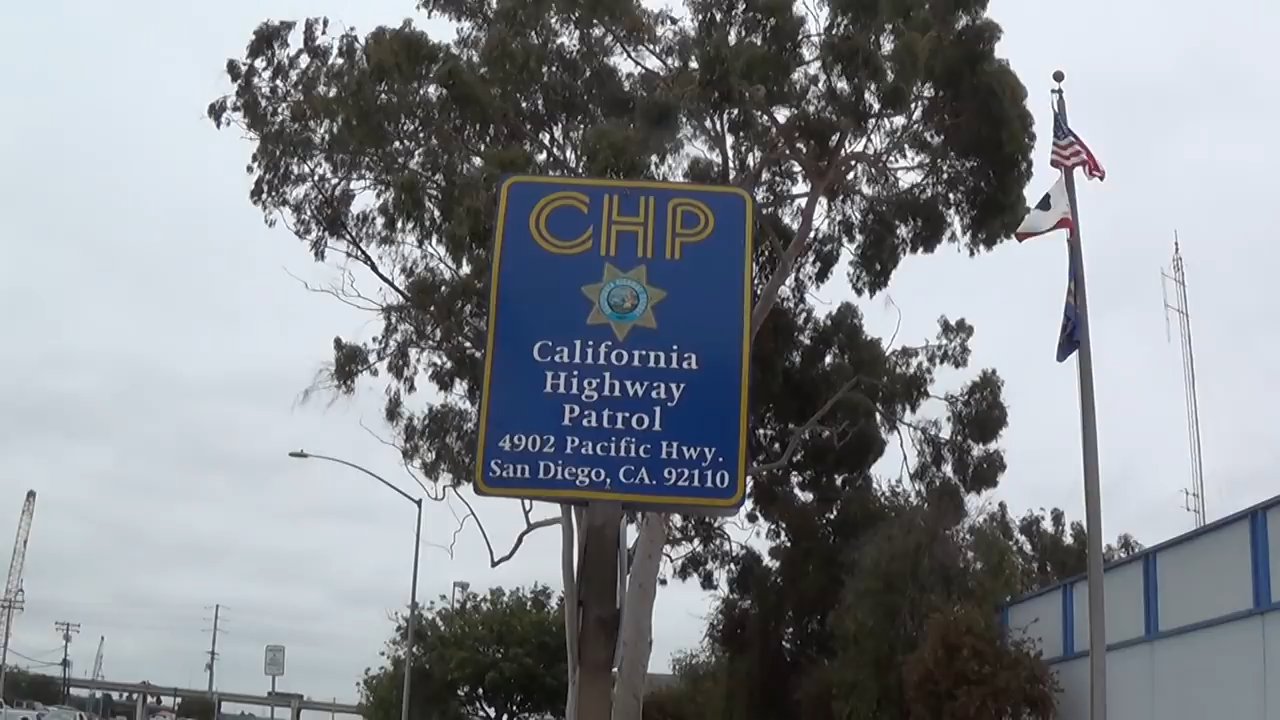 CHP
California
Highway
Patrol
4902 Pacific Hwy.
San Diego, CA. 92110